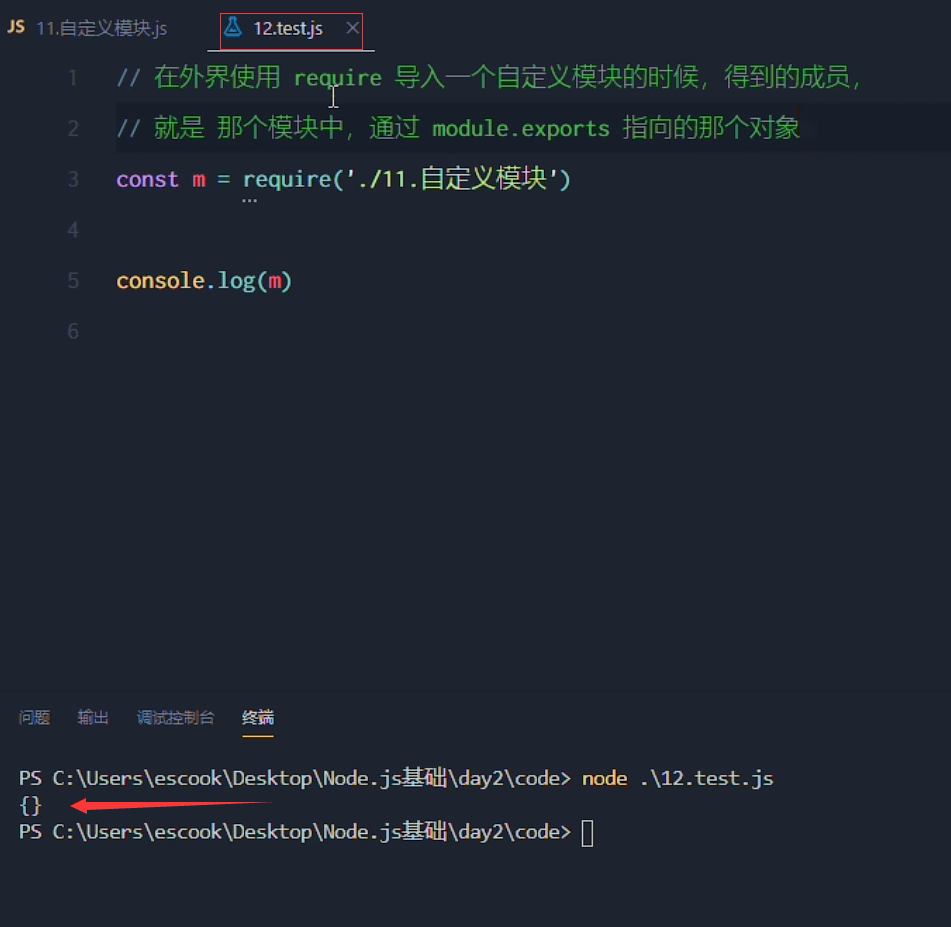 JS 11.自定义模块.js 12.test.js
1 // 在外界使用 require 导入一个自定义模块的时候，得到的成员，
2 // 就是 那个模块中，通过 module.exports 指向的那个对象
3 const m = require('./11.自定义模块')
4
5 console.log(m)
6
问题 输出 调试控制台 终端
PS C:\Users\escook\Desktop\Node.js基础\day2\code> node .\12.test.js
{}
PS C:\Users\escook\Desktop\Node.js基础\day2\code>